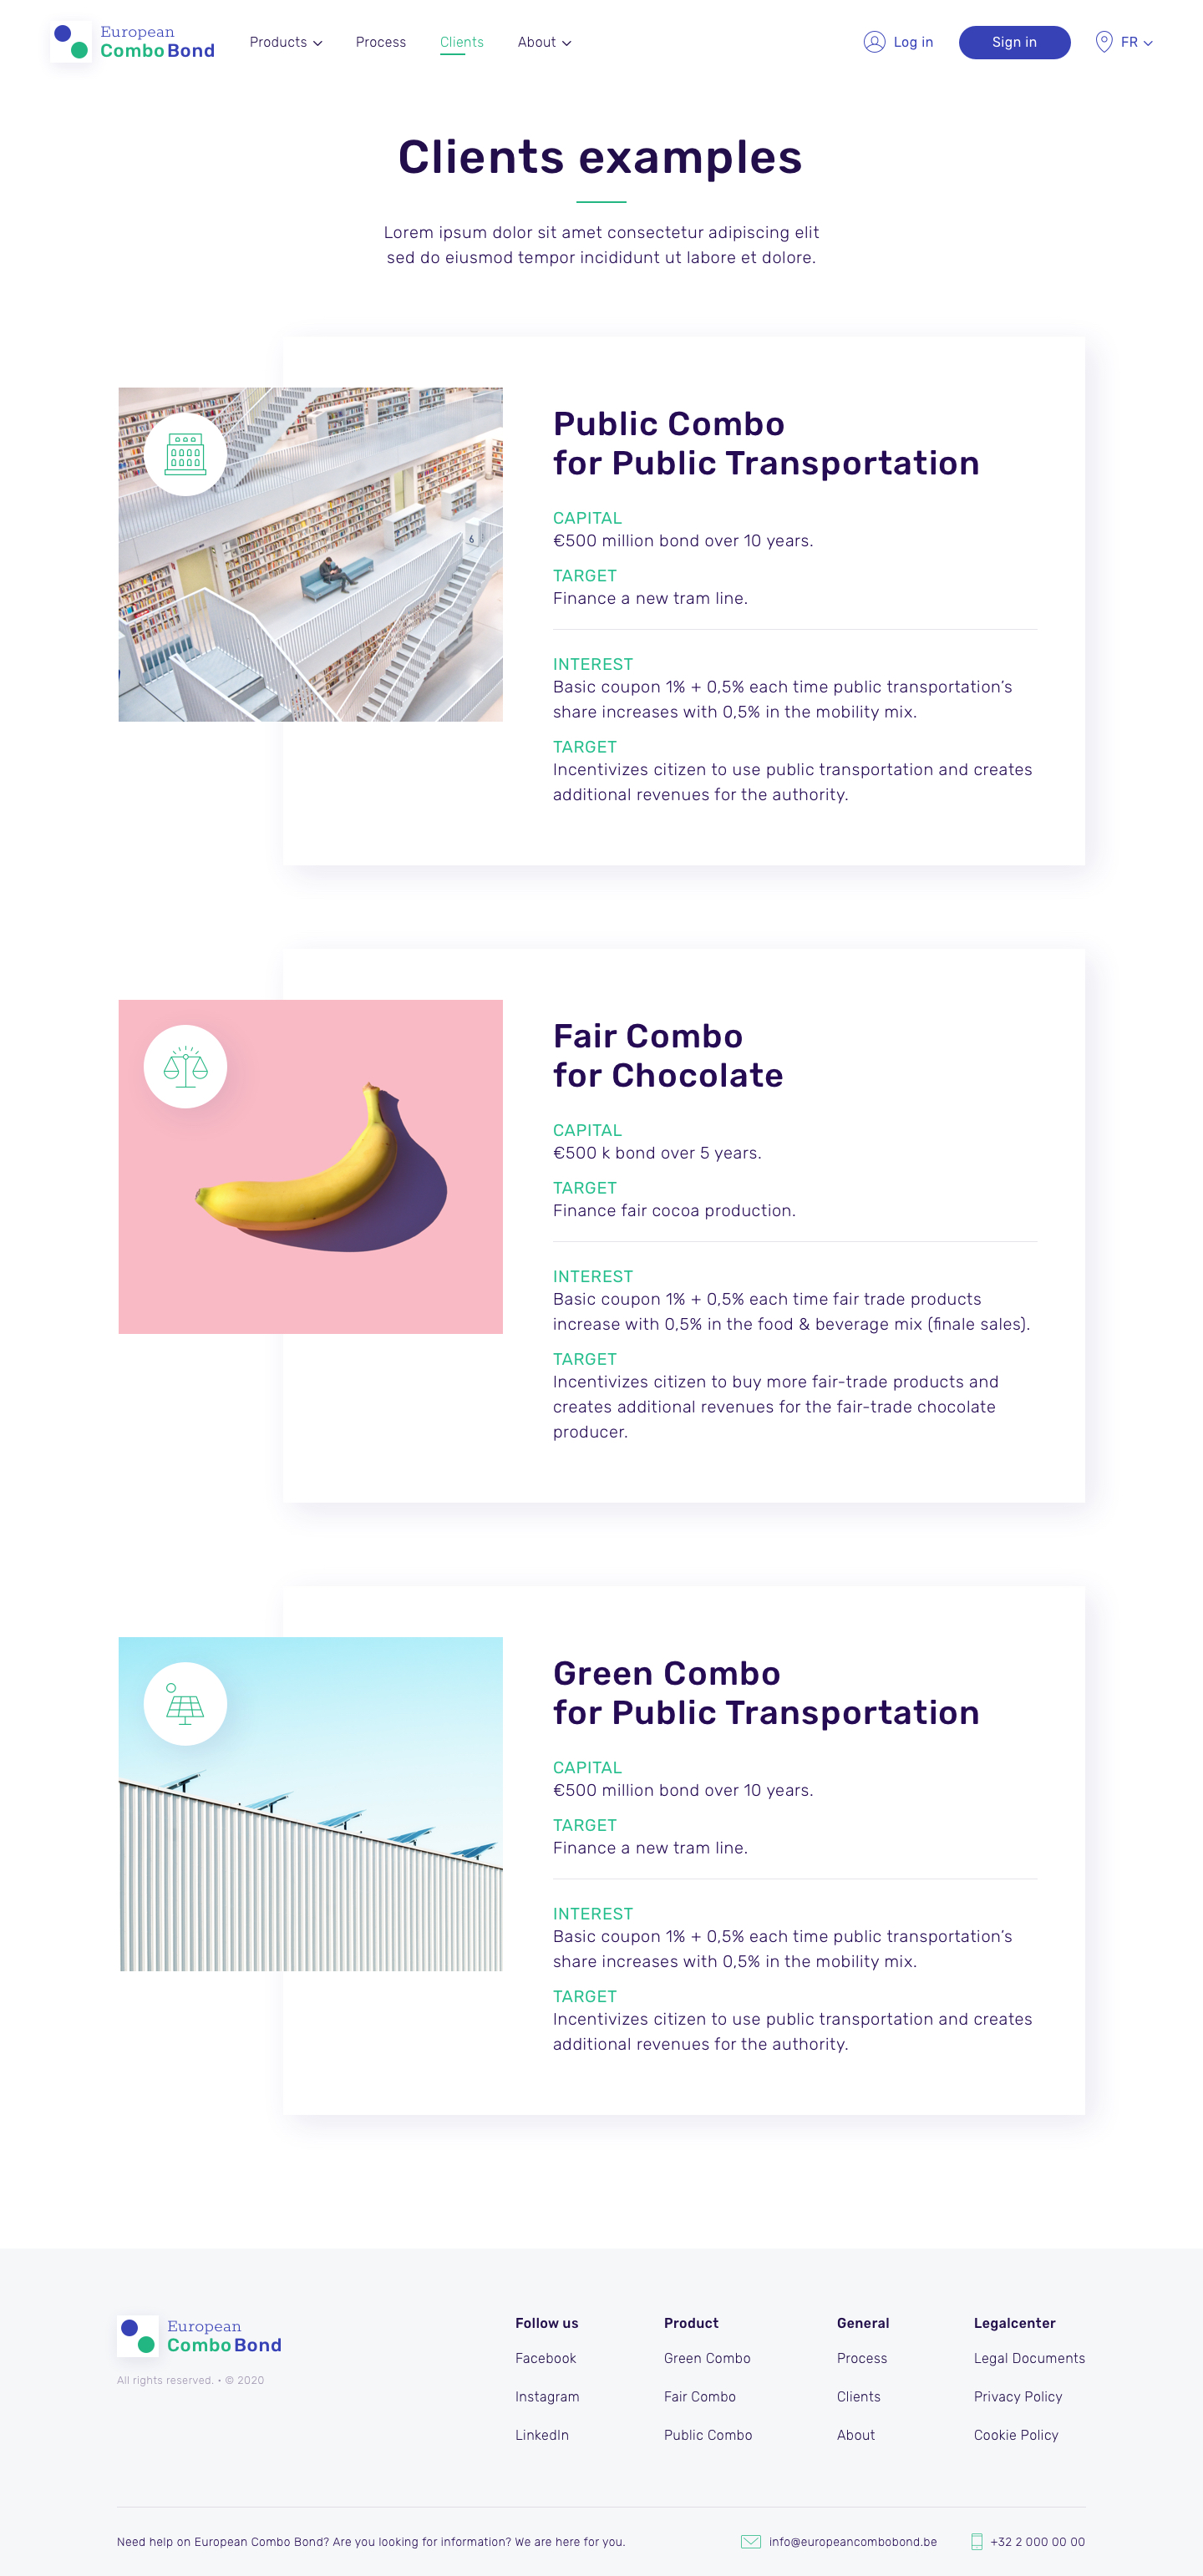 European
ComboBond
Products
Process
Clients
About
Log in
Sign in
FR
Clients examples
Lorem ipsum dolor sit amet consectetur adipiscing elit
sed do eiusmod tempor incididunt ut labore et dolore.
6
Public Combo
for Public Transportation
CAPITAL
€500 million bond over 10 years.
TARGET
Finance a new tram line.
INTEREST
Basic coupon 1% + 0,5% each time public transportation’s
share increases with 0,5% in the mobility mix.
TARGET
Incentivizes citizen to use public transportation and creates
additional revenues for the authority.
Fair Combo
for Chocolate
CAPITAL
€500 k bond over 5 years.
TARGET
Finance fair cocoa production.
INTEREST
Basic coupon 1% + 0,5% each time fair trade products
increase with 0,5% in the food & beverage mix (finale sales).
TARGET
Incentivizes citizen to buy more fair-trade products and
creates additional revenues for the fair-trade chocolate
producer.
Green Combo
for Public Transportation
CAPITAL
€500 million bond over 10 years.
TARGET
Finance a new tram line.
INTEREST
Basic coupon 1% + 0,5% each time public transportation’s
share increases with 0,5% in the mobility mix.
TARGET
Incentivizes citizen to use public transportation and creates
additional revenues for the authority.
European
ComboBond
All rights reserved. • © 2020
Follow us
Facebook
Instagram
LinkedIn
Product
Green Combo
Fair Combo
Public Combo
General
Process
Clients
About
Legalcenter
Legal Documents
Privacy Policy
Cookie Policy
Need help on European Combo Bond? Are you looking for information? We are here for you.
info@europeancombobond.be
+32 2 000 00 00